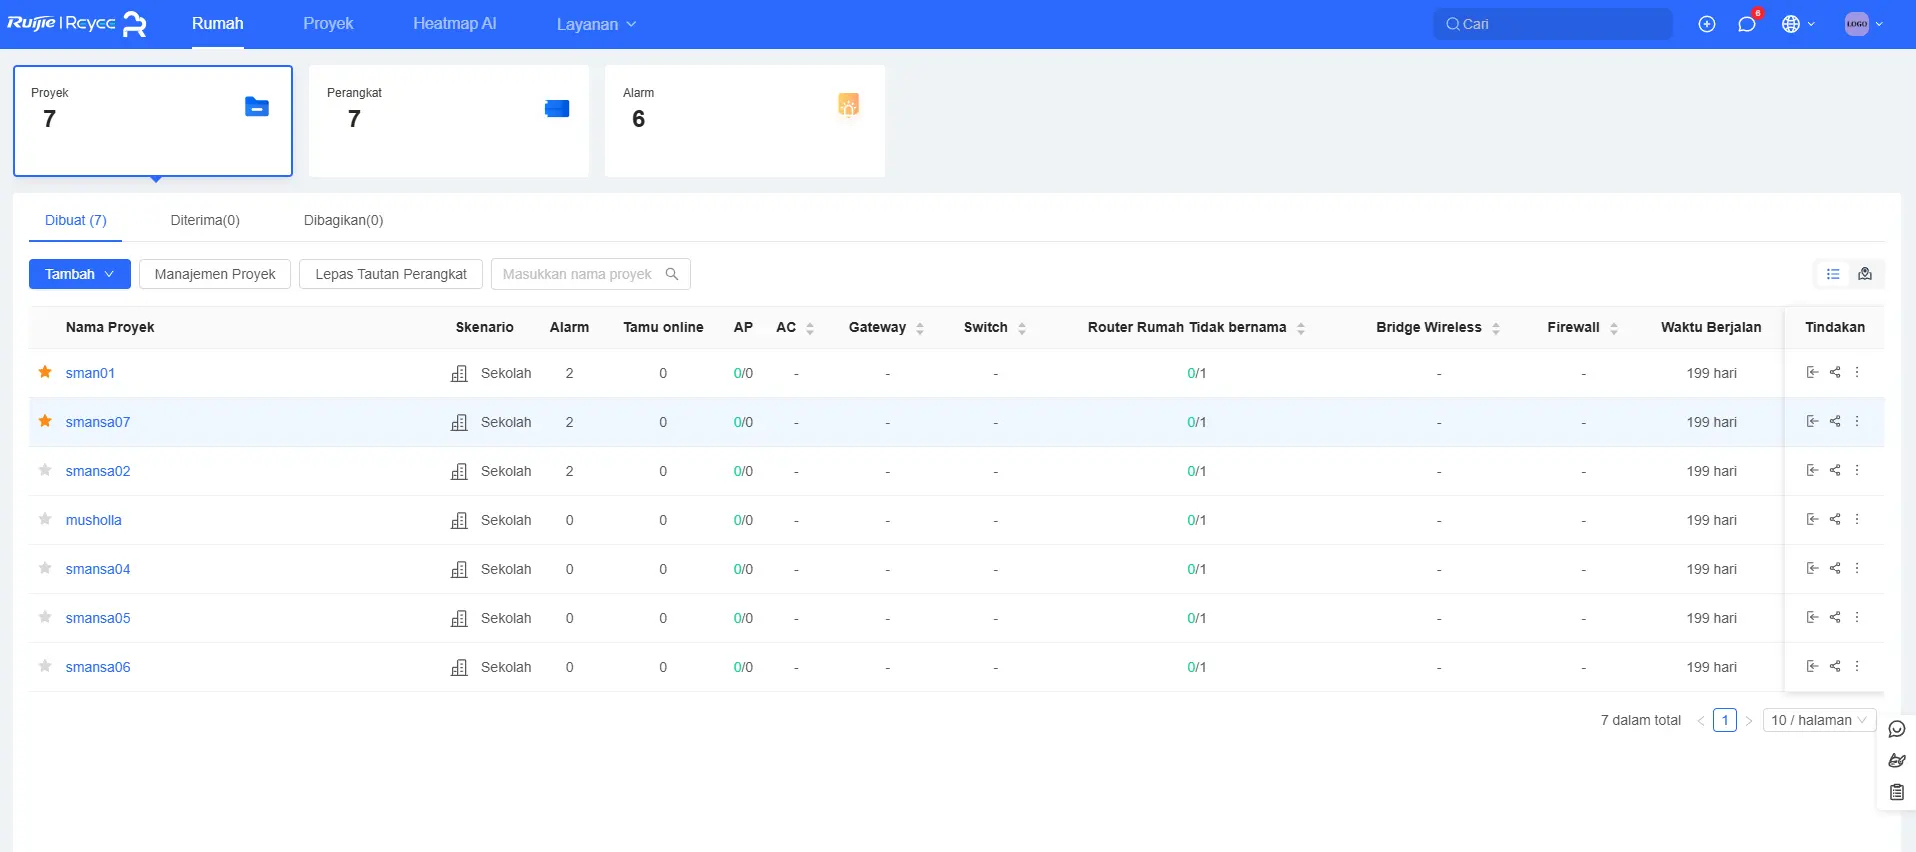 Ruijie | Rcycc Rumah Proyek Heatmap AI Layanan Cari 6 LOGO
Proyek
7
Perangkat
7
Alarm
6
Dibuat (7) Diterima(0) Dibagikan(0)
Tambah Manajemen Proyek Lepas Tautan Perangkat Masukkan nama proyek
Nama Proyek Skenario Alarm Tamu online AP AC Gateway Switch Router Rumah Tidak bernama Bridge Wireless Firewall Waktu Berjalan Tindakan
sman01 Sekolah 2 0 0/0 - - - 0/1 - - 199 hari
smansa07 Sekolah 2 0 0/0 - - - 0/1 - - 199 hari
smansa02 Sekolah 2 0 0/0 - - - 0/1 - - 199 hari
musholla Sekolah 0 0 0/0 - - - 0/1 - - 199 hari
smansa04 Sekolah 0 0 0/0 - - - 0/1 - - 199 hari
smansa05 Sekolah 0 0 0/0 - - - 0/1 - - 199 hari
smansa06 Sekolah 0 0 0/0 - - - 0/1 - - 199 hari
7 dalam total < 1 > 10 / halaman